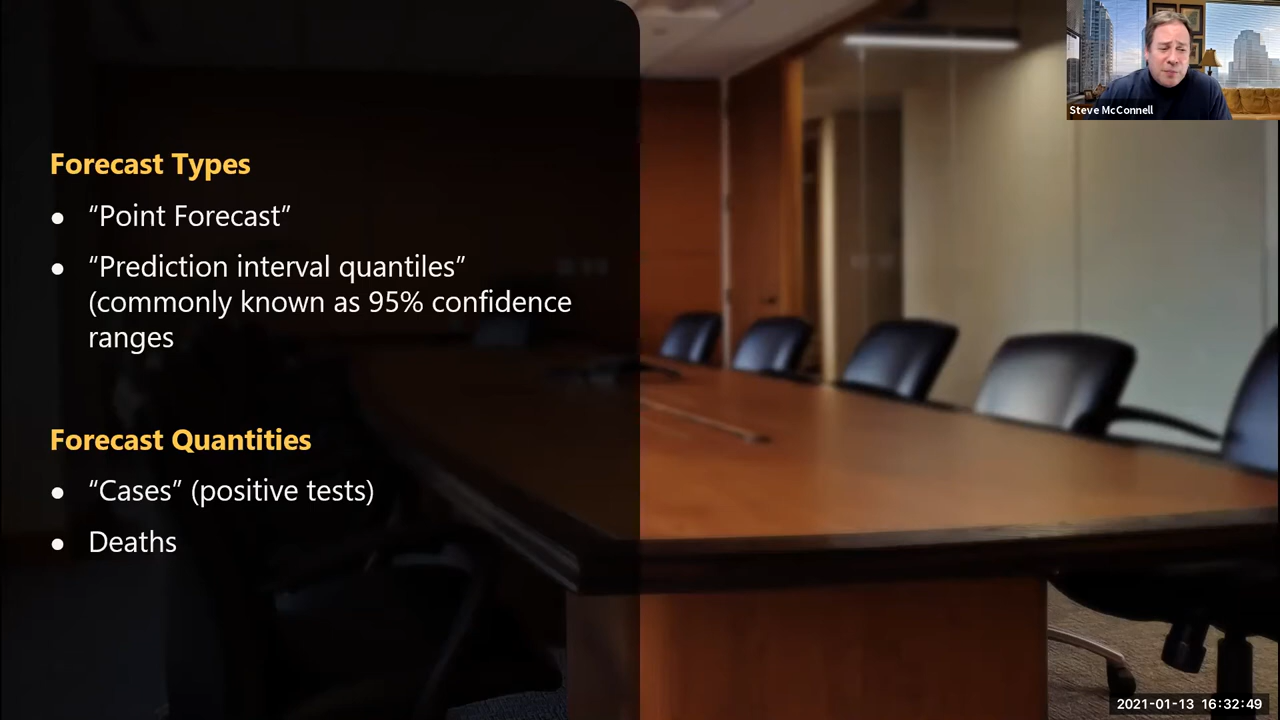 Forecast Types
● “Point Forecast”
● “Prediction interval quantiles”
(commonly known as 95% confidence
ranges
Forecast Quantities
● “Cases” (positive tests)
● Deaths
Steve McConnell
2021-01-13 16:32:49